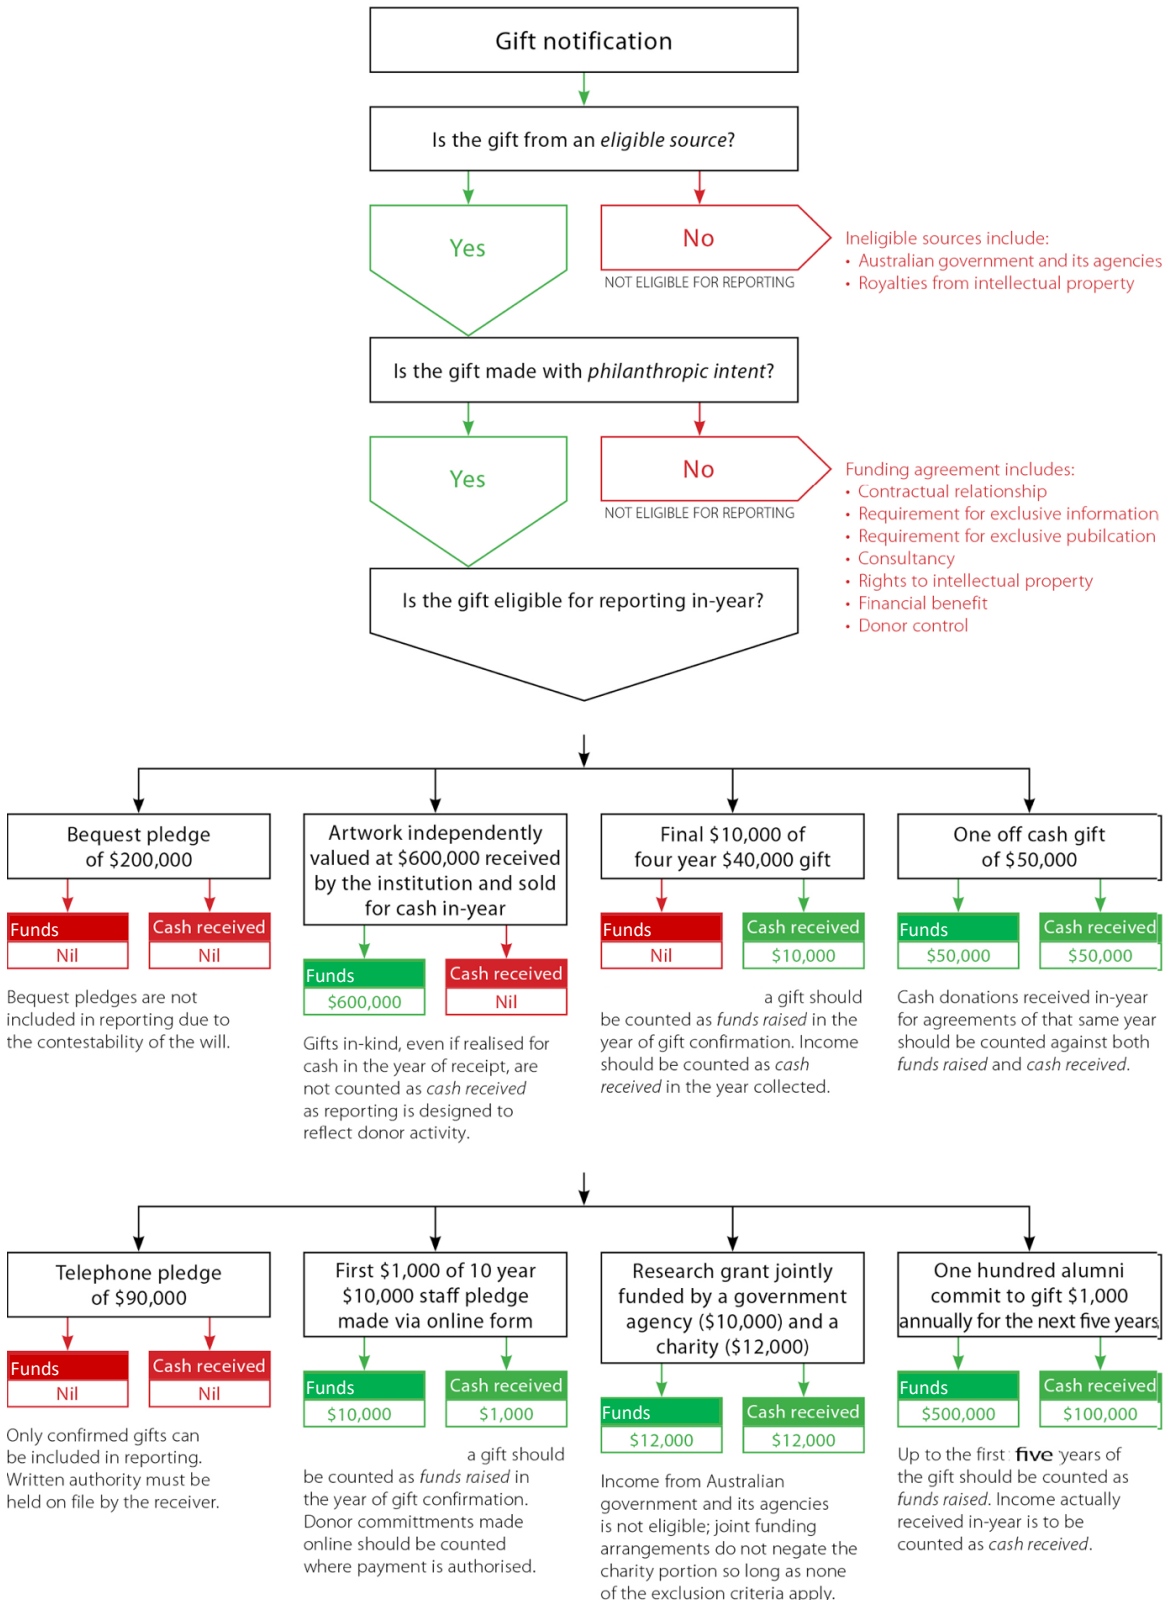 Gift notification
Is the gift from an eligible source?
Yes
No
NOT ELIGIBLE FOR REPORTING
Ineligible sources include:
• Australian government and its agencies
• Royalties from intellectual property
Is the gift made with philanthropic intent?
Yes
No
NOT ELIGIBLE FOR REPORTING
Funding agreement includes:
• Contractual relationship
• Requirement for exclusive information
• Requirement for exclusive pubilcation
• Consultancy
• Rights to intellectual property
• Financial benefit
• Donor control
Is the gift eligible for reporting in-year?
Bequest pledge
of $200,000
Funds
Nil
Cash received
Nil
Bequest pledges are not
included in reporting due to
the contestability of the will.
Artwork independently
valued at $600,000 received
by the institution and sold
for cash in-year
Funds
$600,000
Cash received
Nil
Gifts in-kind, even if realised for
cash in the year of receipt, are
not counted as cash received
as reporting is designed to
reflect donor activity.
Final $10,000 of
four year $40,000 gift
Funds
Nil
Cash received
$10,000
a gift should
be counted as funds raised in the
year of gift confirmation. Income
should be counted as cash
received in the year collected.
One off cash gift
of $50,000
Funds
$50,000
Cash received
$50,000
Cash donations received in-year
for agreements of that same year
should be counted against both
funds raised and cash received.
Telephone pledge
of $90,000
Funds
Nil
Cash received
Nil
Only confirmed gifts can
be included in reporting.
Written authority must be
held on file by the receiver.
First $1,000 of 10 year
$10,000 staff pledge
made via online form
Funds
$10,000
Cash received
$1,000
a gift should
be counted as funds raised in
the year of gift confirmation.
Donor committments made
online should be counted
where payment is authorised.
Research grant jointly
funded by a government
agency ($10,000) and a
charity ($12,000)
Funds
$12,000
Cash received
$12,000
Income from Australian
government and its agencies
is not eligible; joint funding
arrangements do not negate the
charity portion so long as none
of the exclusion criteria apply.
One hundred alumni
commit to gift $1,000
annually for the next five years
Funds
$500,000
Cash received
$100,000
Up to the first five years of
the gift should be counted as
funds raised. Income actually
received in-year is to be
counted as cash received.